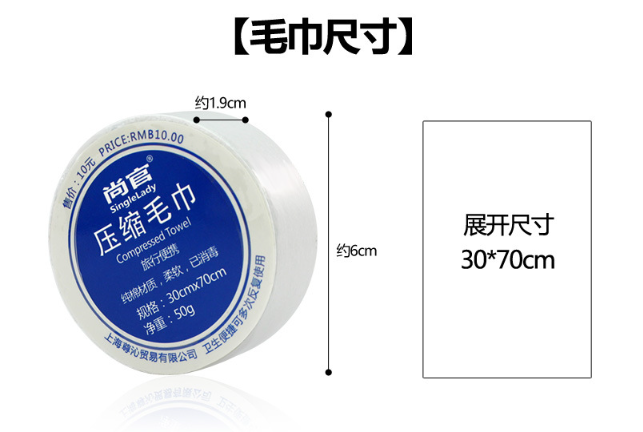 【毛巾尺寸】
约1.9cm
售价：10元 PRICE:RMB10.00
尚官®
SingleLady
压缩毛巾
Compressed Towel
旅行便携
纯棉材质，柔软，已消毒
规格：30cmx70cm
净重：50g
上海尊沁贸易有限公司 卫生便捷可多次反复使用
约6cm
展开尺寸
30*70cm